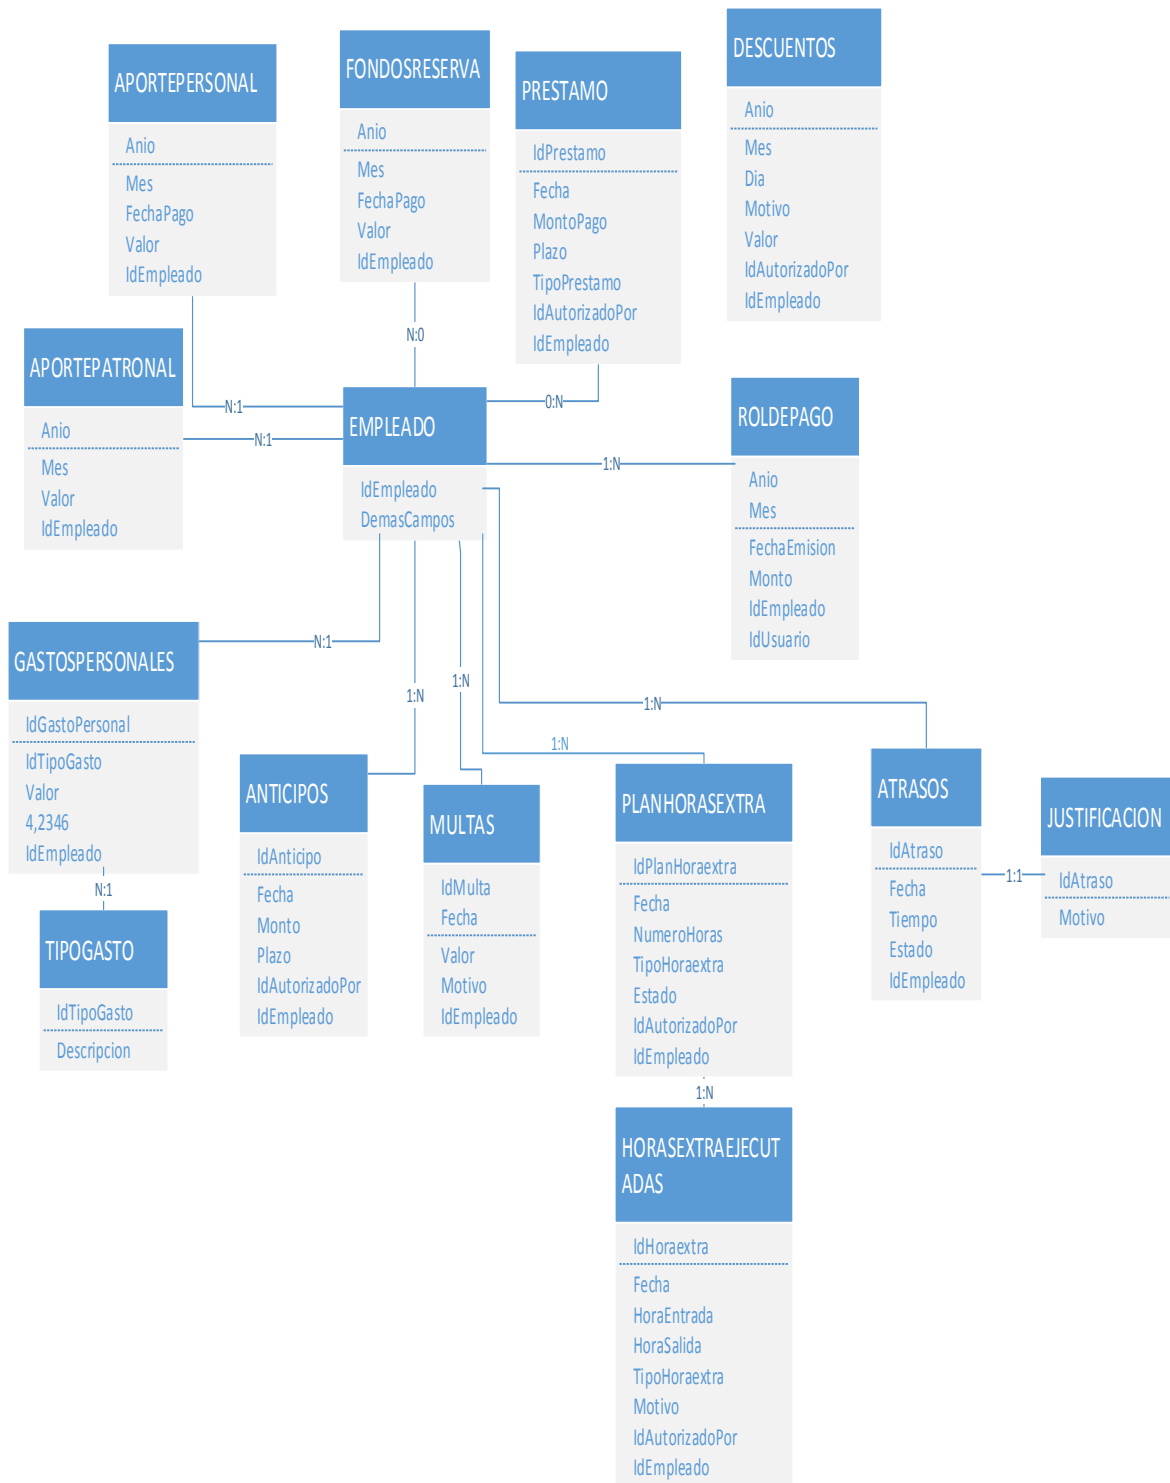 APORTEPERSONAL
Anio
Mes
FechaPago
Valor
IdEmpleado
FONDOSRESERVA
Anio
Mes
FechaPago
Valor
IdEmpleado
PRESTAMO
IdPrestamo
Fecha
MontoPago
Plazo
TipoPrestamo
IdAutorizadoPor
IdEmpleado
DESCUENTOS
Anio
Mes
Dia
Motivo
Valor
IdAutorizadoPor
IdEmpleado
APORTEPATRONAL
Anio
Mes
Valor
IdEmpleado
N:0
N:1
N:1
0:N
1:N
EMPLEADO
IdEmpleado
DemasCampos
ROLDEPAGO
Anio
Mes
FechaEmision
Monto
IdEmpleado
IdUsuario
GASTOSPERSONALES
IdGastoPersonal
IdTipoGasto
Valor
4,2346
IdEmpleado
N:1
1:N
1:N
1:N
1:N
N:1
TIPOGASTO
IdTipoGasto
Descripcion
ANTICIPOS
IdAnticipo
Fecha
Monto
Plazo
IdAutorizadoPor
IdEmpleado
MULTAS
IdMulta
Fecha
Valor
Motivo
IdEmpleado
PLANHORASEXTRA
IdPlanHoraextra
Fecha
NumeroHoras
TipoHoraextra
Estado
IdAutorizadoPor
IdEmpleado
ATRASOS
IdAtraso
Fecha
Tiempo
Estado
IdEmpleado
1:1
JUSTIFICACION
IdAtraso
Motivo
1:N
HORASEXTRAEJECUT
ADAS
IdHoraextra
Fecha
HoraEntrada
HoraSalida
TipoHoraextra
Motivo
IdAutorizadoPor
IdEmpleado